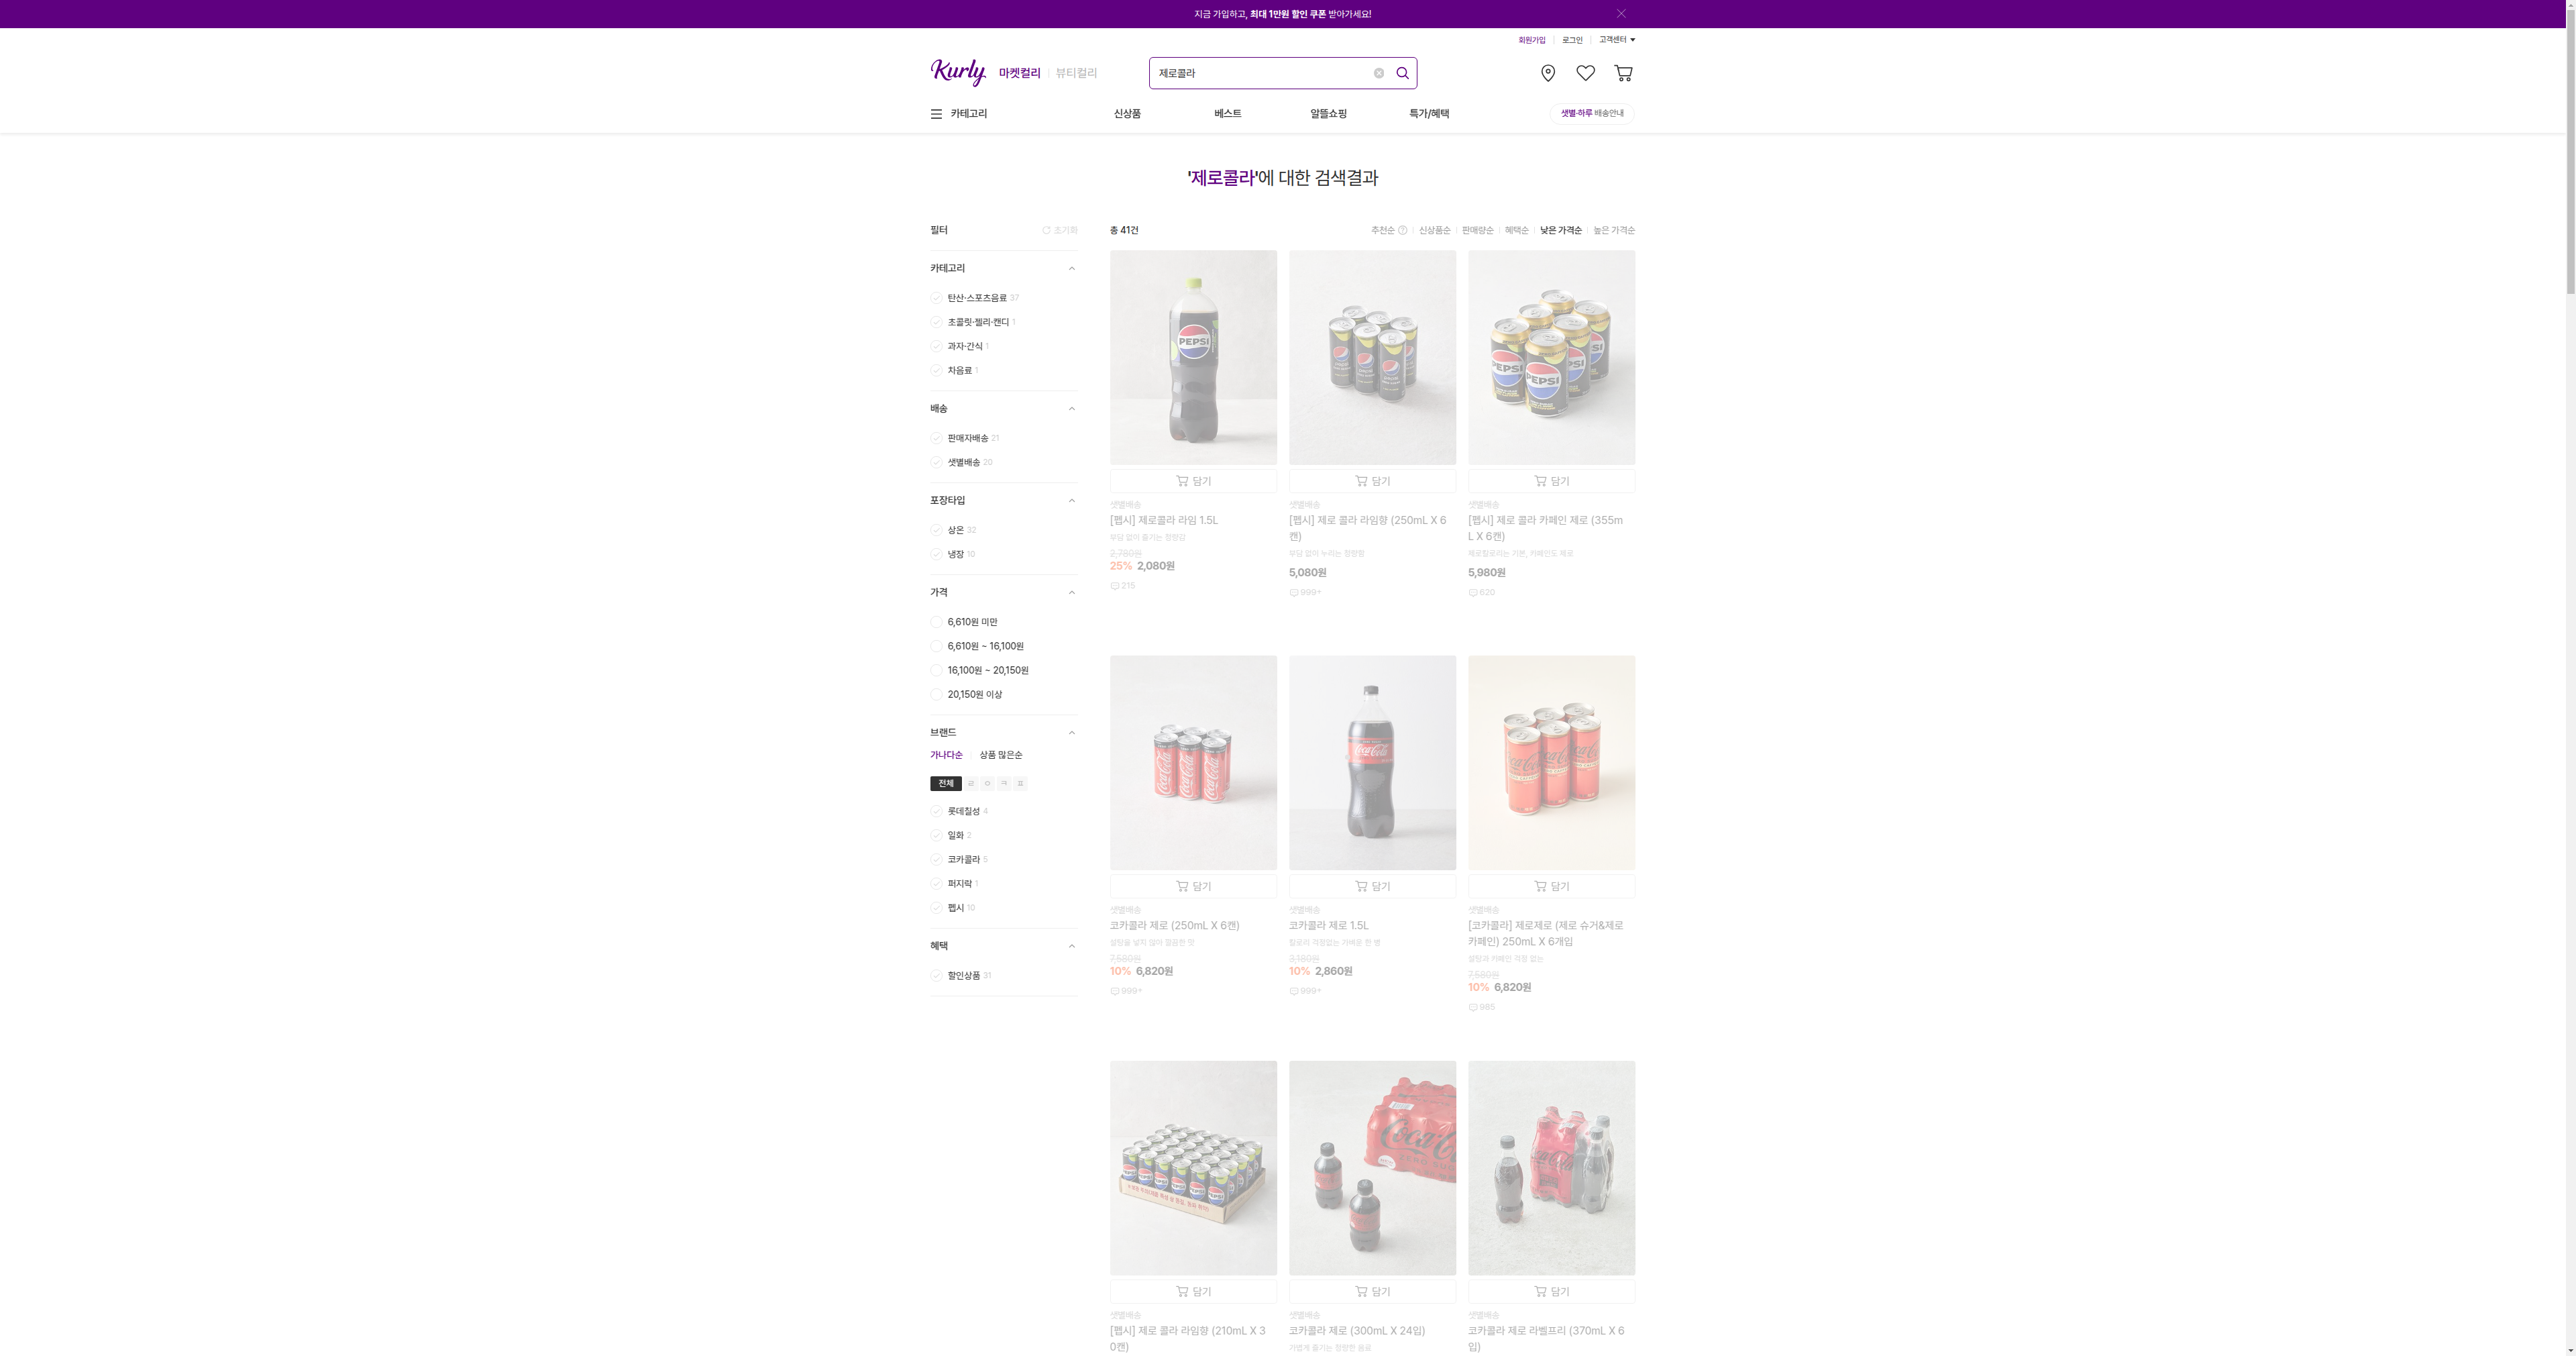 지금 가입하고, 최대 1만원 할인 쿠폰 받아가세요!
회원가입 로그인 고객센터
Kurly 마켓컬리 뷰티컬리
제로콜라
카테고리 신상품 베스트 알뜰쇼핑 특가/혜택 샛별·하루 배송안내
'제로콜라'에 대한 검색결과
필터 초기화
카테고리
탄산·스포츠음료 37
초콜릿·젤리·캔디 1
과자·간식 1
차음료 1
배송
판매자배송 21
샛별배송 20
포장타입
상온 32
냉장 10
가격
6,610원 미만
6,610원 ~ 16,100원
16,100원 ~ 20,150원
20,150원 이상
브랜드
가나다순 상품 많은순
전체 ㄹ ㅇ ㅋ ㅍ
롯데칠성 4
일화 2
코카콜라 5
퍼지락 1
펩시 10
혜택
할인상품 31
총 41건 추천순 신상품순 판매량순 혜택순 낮은 가격순 높은 가격순
PEPSI
담기
샛별배송
[펩시] 제로콜라 라임 1.5L
부담 없이 즐기는 청량감
2,780원
25% 2,080원
215
담기
샛별배송
[펩시] 제로 콜라 라임향 (250mL X 6
캔)
부담 없이 누리는 청량함
5,080원
999+
PEPSI
PEPSI
PEPSI
담기
샛별배송
[펩시] 제로 콜라 카페인 제로 (355m
L X 6캔)
제로칼로리는 기본, 카페인도 제로
5,980원
620
Coca-Cola
담기
샛별배송
코카콜라 제로 (250mL X 6캔)
설탕을 넣지 않아 깔끔한 맛
7,580원
10% 6,820원
999+
Coca-Cola
담기
샛별배송
코카콜라 제로 1.5L
칼로리 걱정없는 가벼운 한 병
3,180원
10% 2,860원
999+
Coca-Cola
담기
샛별배송
[코카콜라] 제로제로 (제로 슈거&제로
카페인) 250mL X 6개입
설탕과 카페인 걱정 없는
7,580원
10% 6,820원
985
PEPSI
담기
샛별배송
[펩시] 제로 콜라 라임향 (210mL X 3
0캔)
Coca-Cola
담기
샛별배송
코카콜라 제로 (300mL X 24입)
가볍게 즐기는 청량한 음료
담기
샛별배송
코카콜라 제로 라벨프리 (370mL X 6
입)